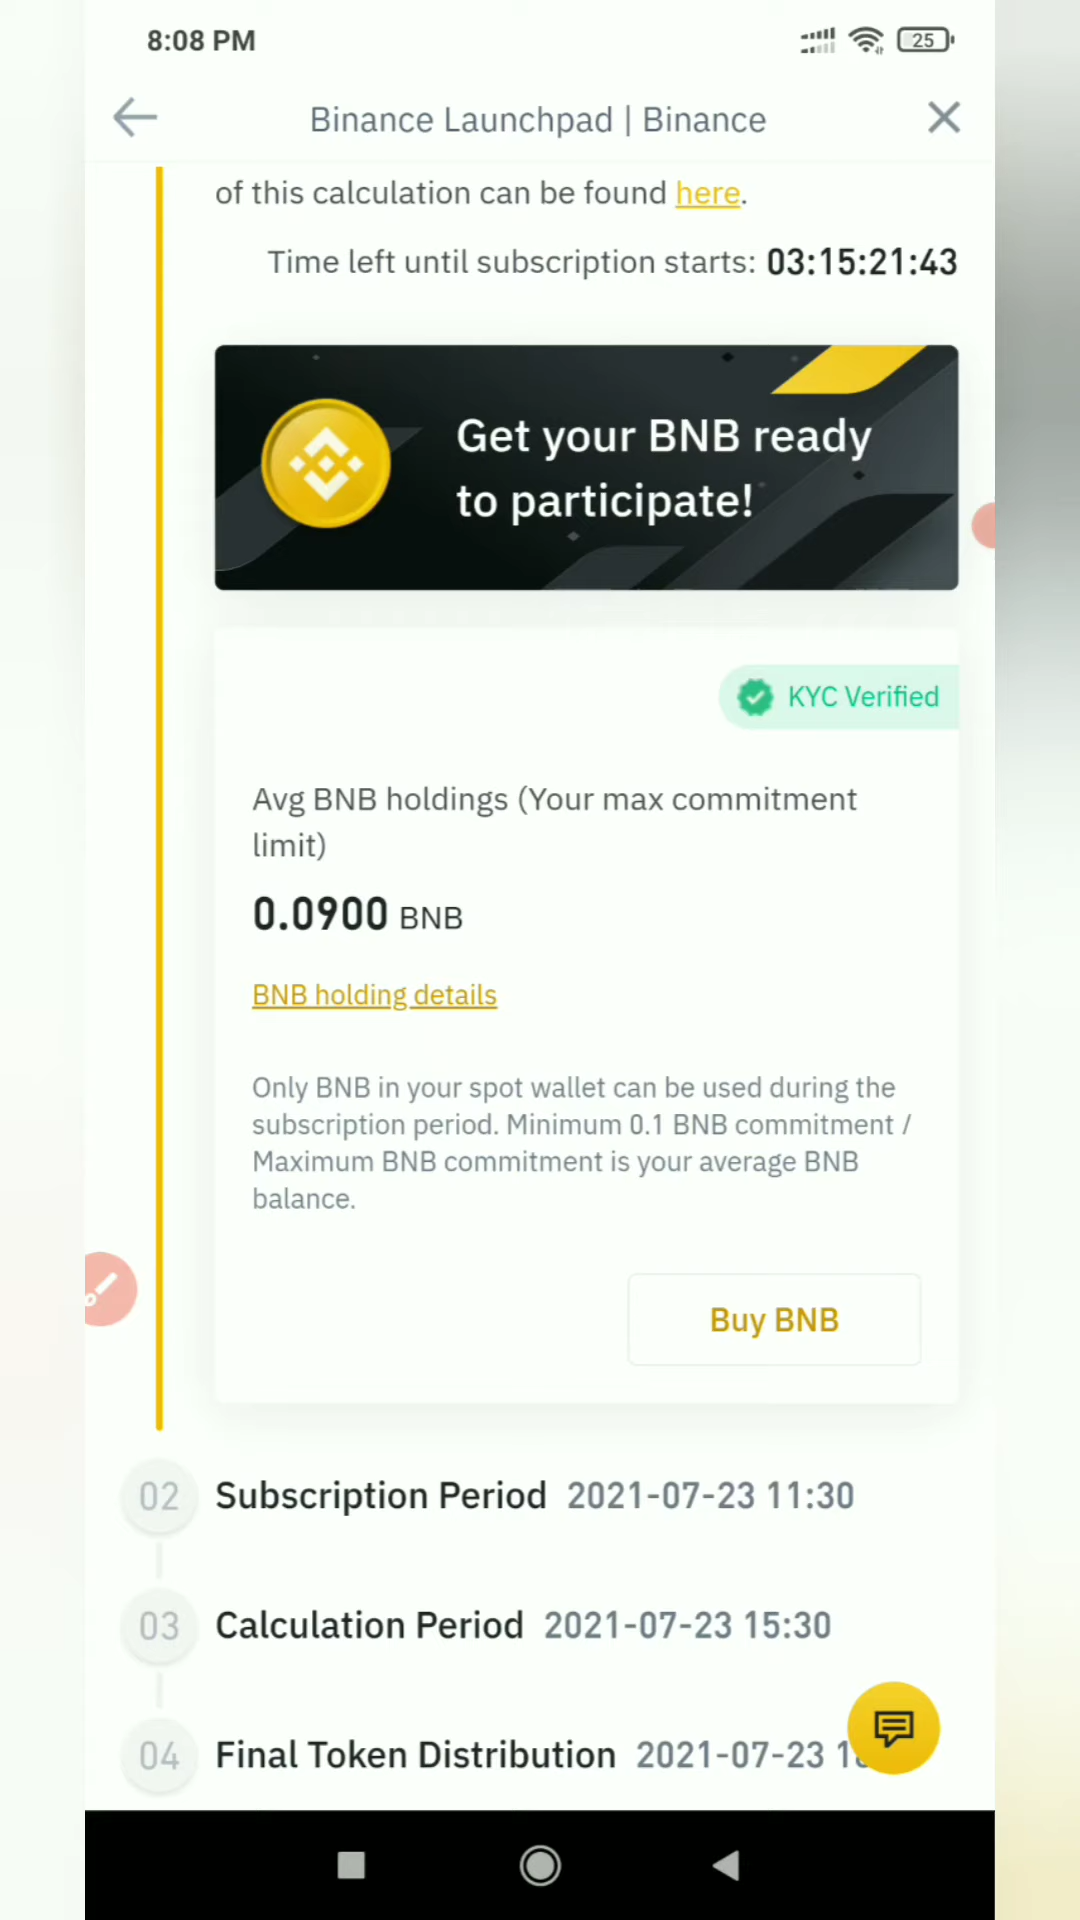 8:08 PM
25
Binance Launchpad | Binance
of this calculation can be found here.
Time left until subscription starts: 03:15:21:43
Get your BNB ready
to participate!
KYC Verified
Avg BNB holdings (Your max commitment
limit)
0.0900 BNB
BNB holding details
Only BNB in your spot wallet can be used during the
subscription period. Minimum 0.1 BNB commitment /
Maximum BNB commitment is your average BNB
balance.
Buy BNB
02 Subscription Period 2021-07-23 11:30
03 Calculation Period 2021-07-23 15:30
04 Final Token Distribution 2021-07-23